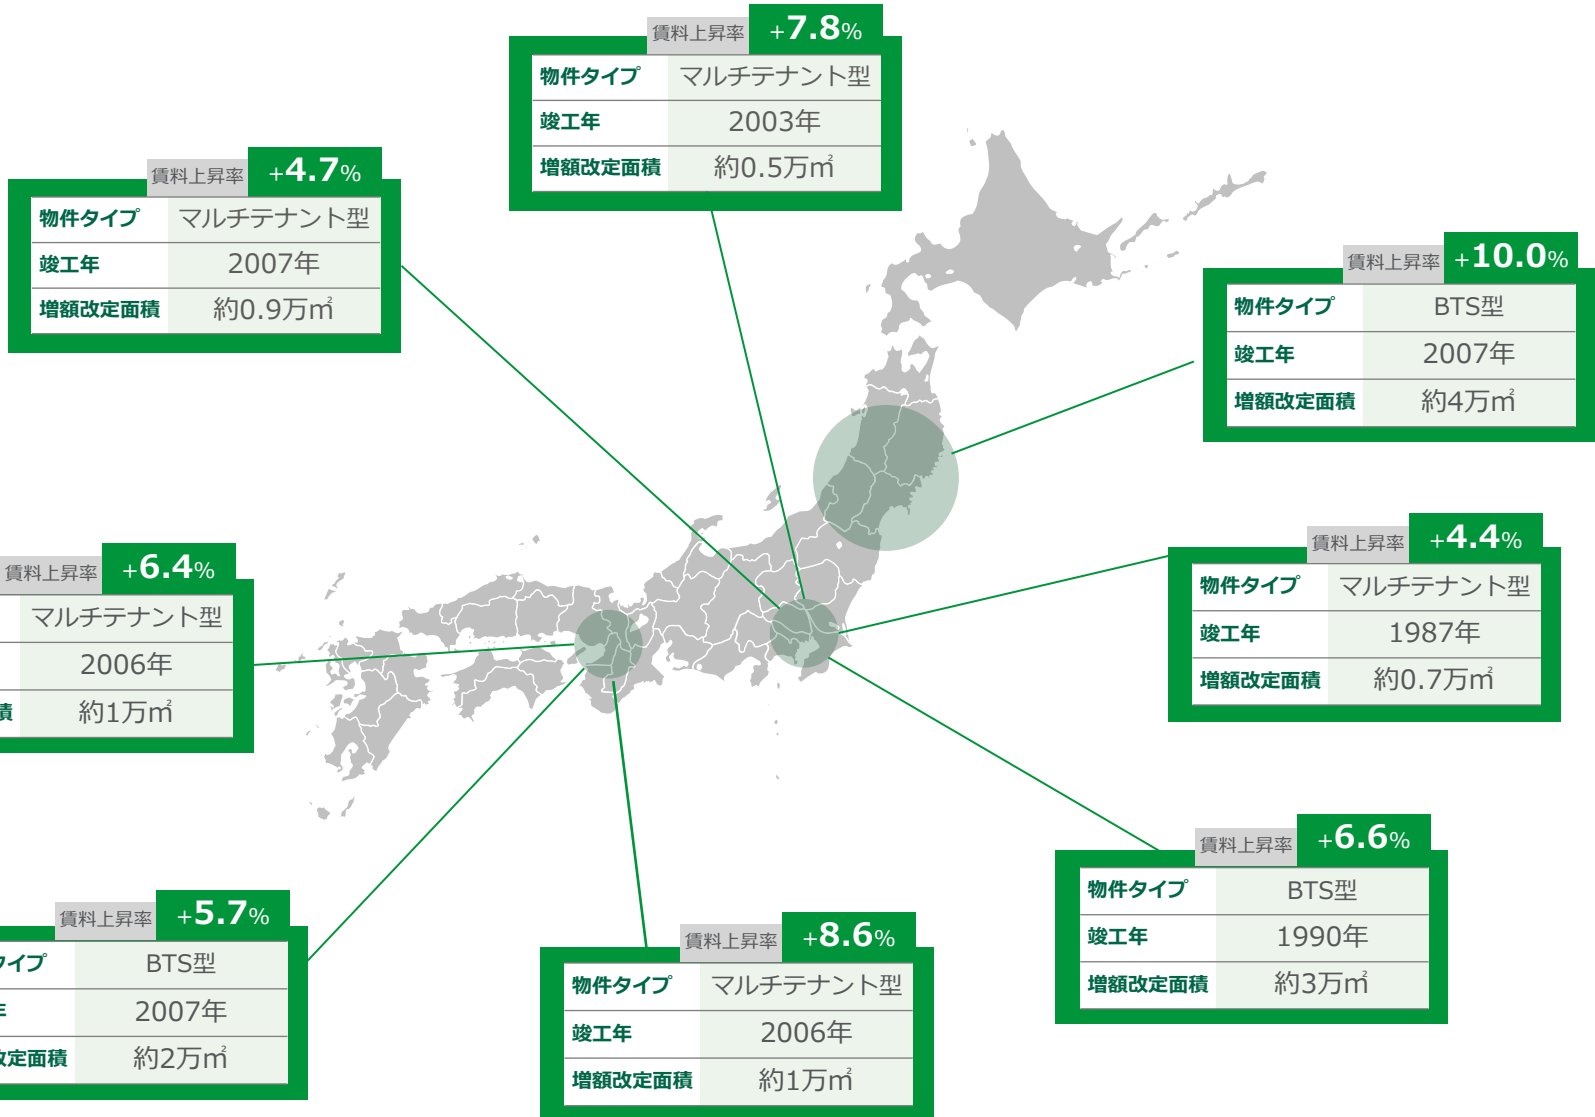 賃料上昇率 +7.8%
物件タイプ マルチテナント型
竣工年 2003年
増額改定面積 約0.5万㎡
賃料上昇率 +4.7%
物件タイプ マルチテナント型
竣工年 2007年
増額改定面積 約0.9万㎡
賃料上昇率 +10.0%
物件タイプ BTS型
竣工年 2007年
増額改定面積 約4万㎡
賃料上昇率 +4.4%
物件タイプ マルチテナント型
竣工年 1987年
増額改定面積 約0.7万㎡
賃料上昇率 +6.4%
マルチテナント型
2006年
積 約1万㎡
賃料上昇率 +6.6%
物件タイプ BTS型
竣工年 1990年
増額改定面積 約3万㎡
賃料上昇率 +5.7%
タイプ BTS型
年 2007年
改定面積 約2万㎡
賃料上昇率 +8.6%
物件タイプ マルチテナント型
竣工年 2006年
増額改定面積 約1万㎡